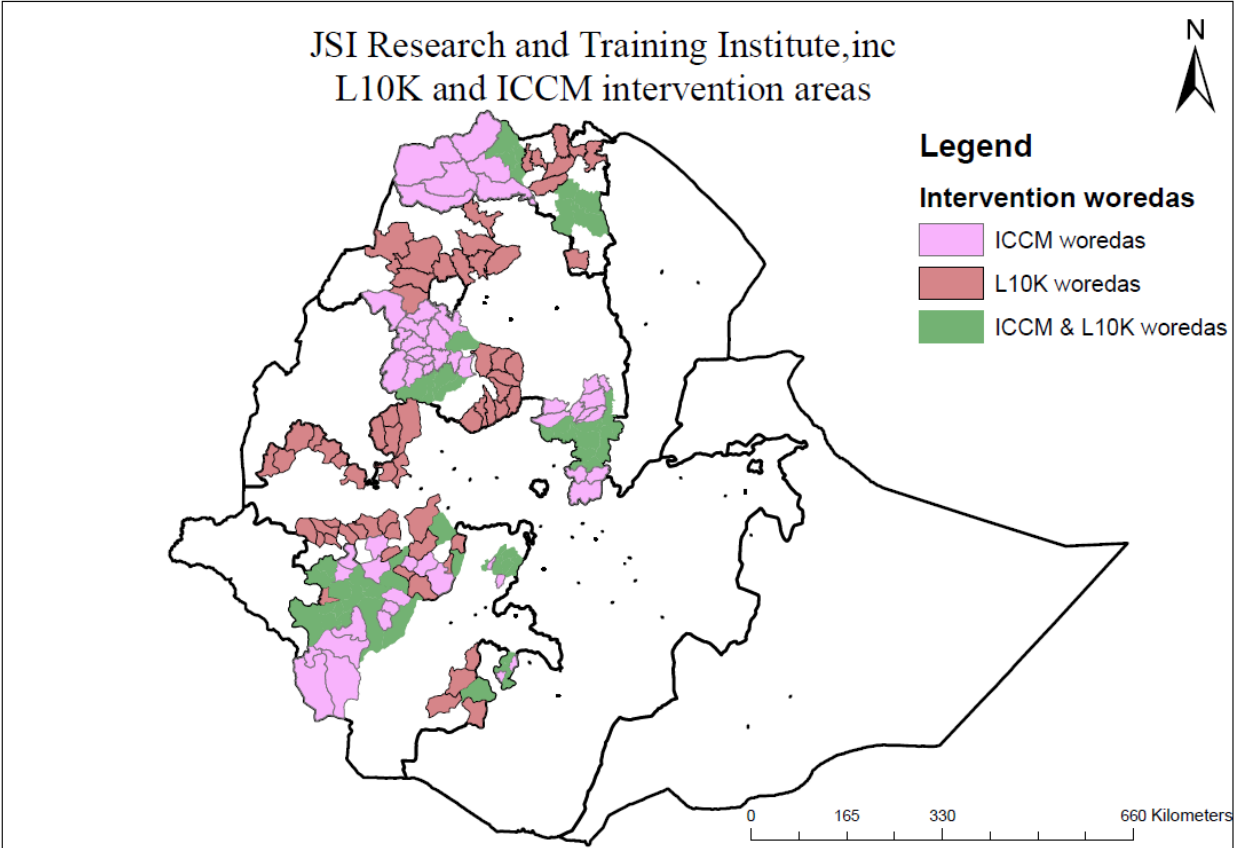 JSI Research and Training Institute,inc
L10K and ICCM intervention areas
N
Legend
Intervention woredas
ICCM woredas
L10K woredas
ICCM & L10K woredas
0 165 330 660 Kilometers